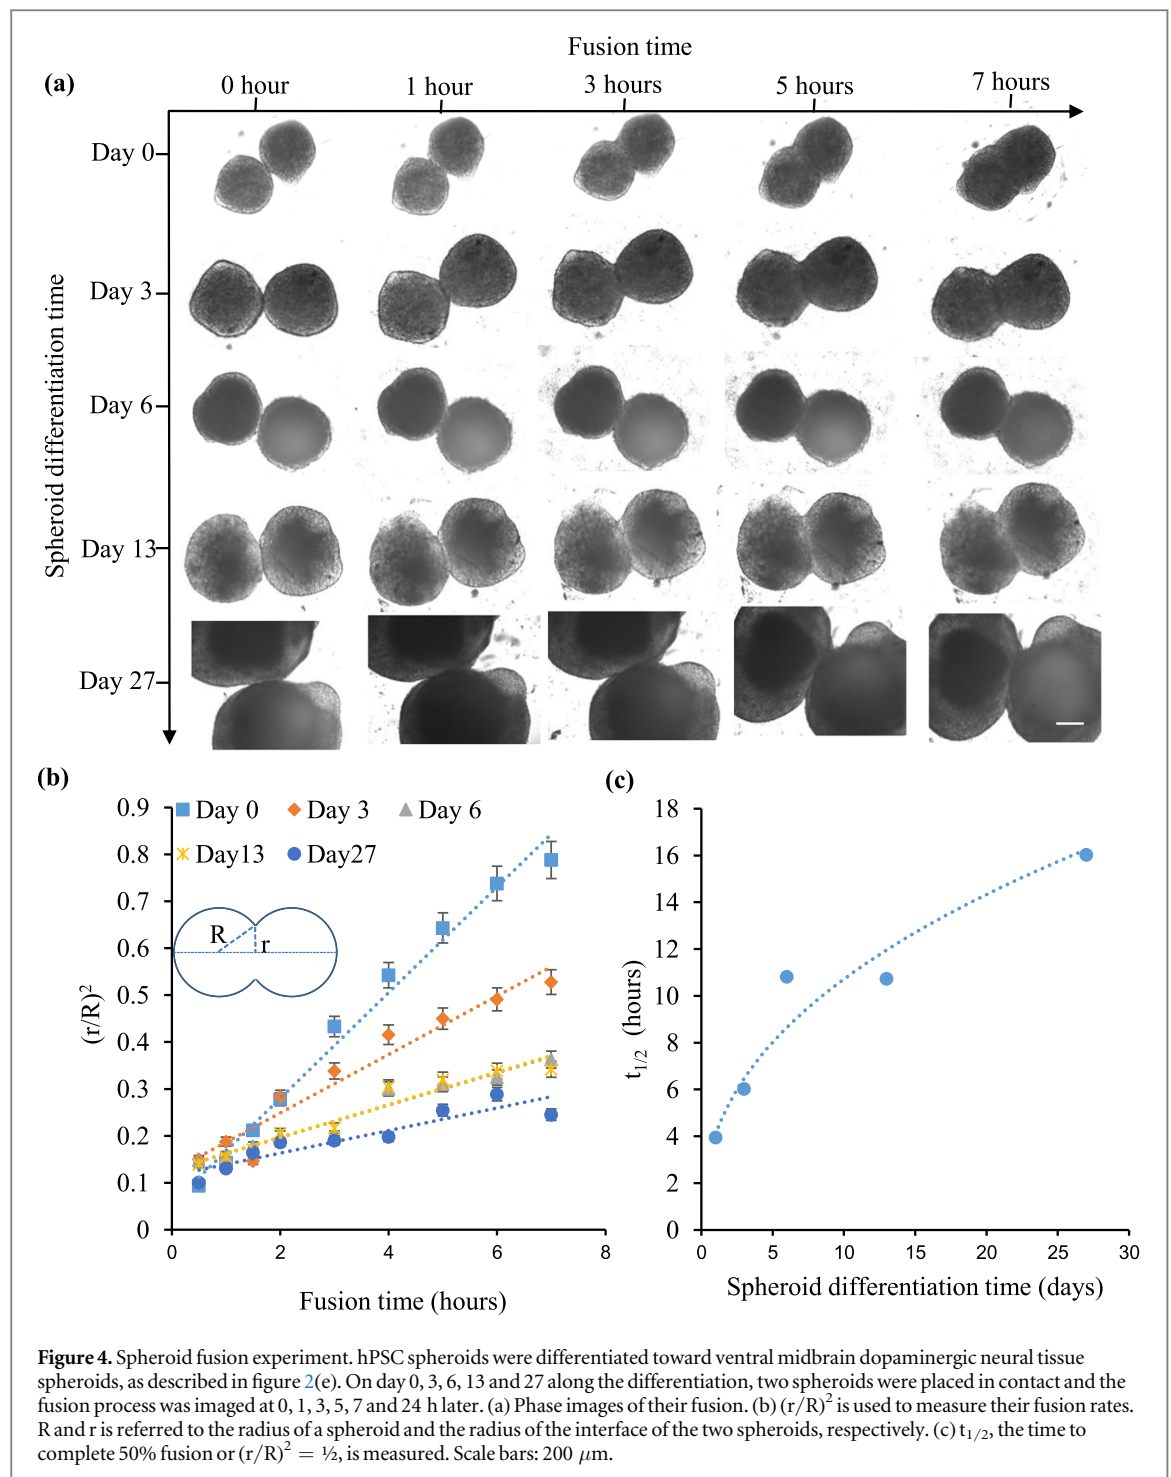 Fusion time
(a)
0 hour 1 hour 3 hours 5 hours 7 hours
Spheroid differentiation time
Day 0
Day 3
Day 6
Day 13
Day 27
(b)
0.9
0.8
0.7
0.6
0.5
0.4
0.3
0.2
0.1
0
Day 0 Day 3 Day 6
Day13 Day27
R r
(r/R)²
0 2 4 6 8
Fusion time (hours)
(c)
18
16
14
12
10
8
6
4
2
0
t₁/₂ (hours)
0 5 10 15 20 25 30
Spheroid differentiation time (days)
Figure 4. Spheroid fusion experiment. hPSC spheroids were differentiated toward ventral midbrain dopaminergic neural tissue
spheroids, as described in figure 2(e). On day 0, 3, 6, 13 and 27 along the differentiation, two spheroids were placed in contact and the
fusion process was imaged at 0, 1, 3, 5, 7 and 24 h later. (a) Phase images of their fusion. (b) (r/R)² is used to measure their fusion rates.
R and r is referred to the radius of a spheroid and the radius of the interface of the two spheroids, respectively. (c) t₁/₂, the time to
complete 50% fusion or (r/R)² = ½, is measured. Scale bars: 200 μm.